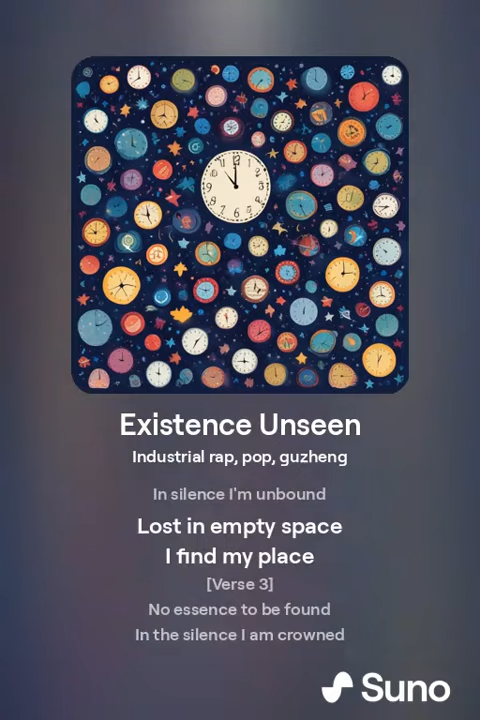 Existence Unseen
Industrial rap, pop, guzheng
In silence I'm unbound
Lost in empty space
I find my place
[Verse 3]
No essence to be found
In the silence I am crowned
Suno